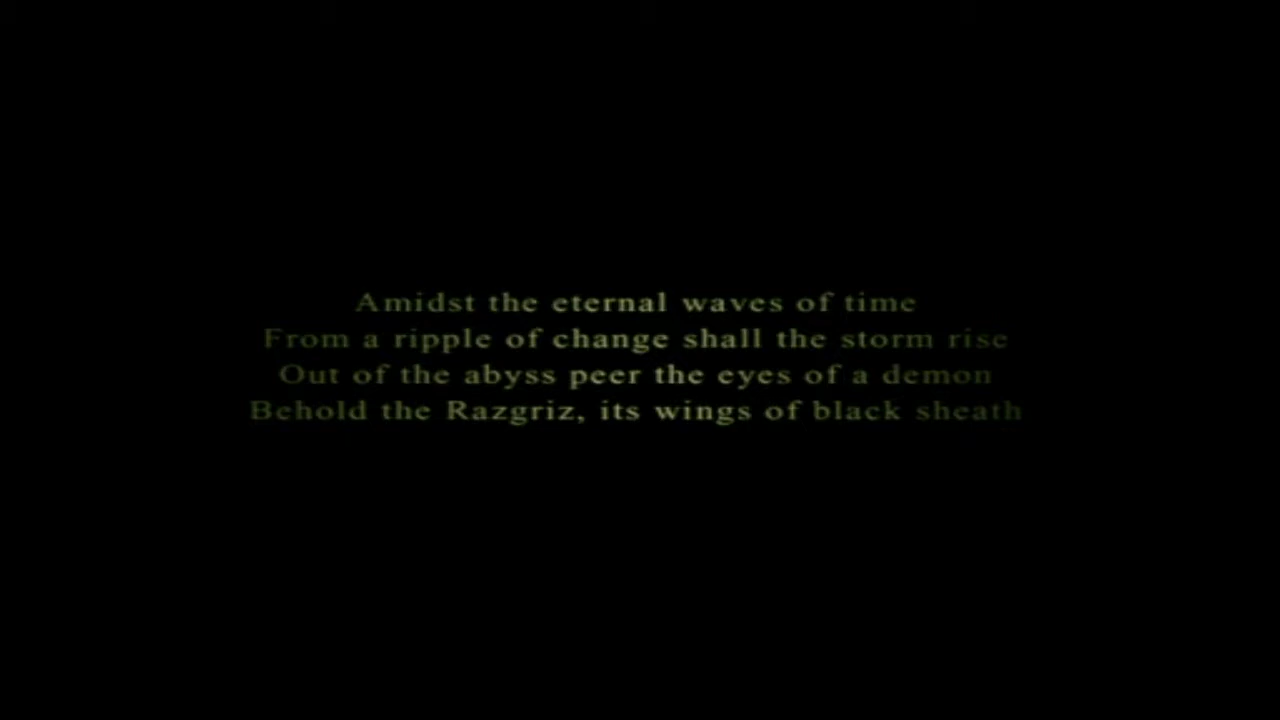 Amidst the eternal waves of time
From a ripple of change shall the storm rise
Out of the abyss peer the eyes of a demon
Behold the Razgriz, its wings of black sheath